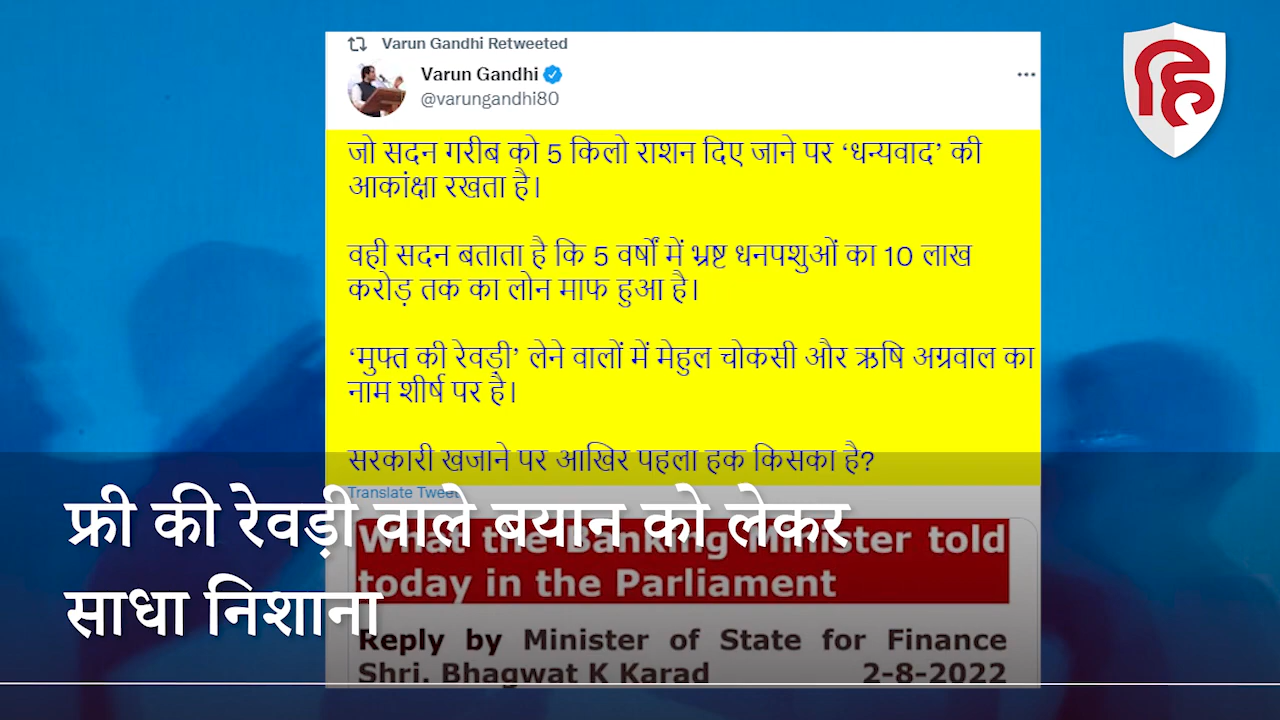 Varun Gandhi Retweeted
Varun Gandhi
@varungandhi80
जो सदन गरीब को 5 किलो राशन दिए जाने पर ‘धन्यवाद’ की
आकांक्षा रखता है।
वही सदन बताता है कि 5 वर्षों में भ्रष्ट धनपशुओं का 10 लाख
करोड़ तक का लोन माफ हुआ है।
‘मुफ्त की रेवड़ी’ लेने वालों में मेहुल चोकसी और ऋषि अग्रवाल का
नाम शीर्ष पर है।
सरकारी खजाने पर आखिर पहला हक किसका है?
Translate Tweet
फ्री की रेवड़ी वाले बयान को लेकर
साधा निशाना
What the Banking Minister told
today in the Parliament
Reply by Minister of State for Finance
Shri. Bhagwat K Karad 2-8-2022
हि